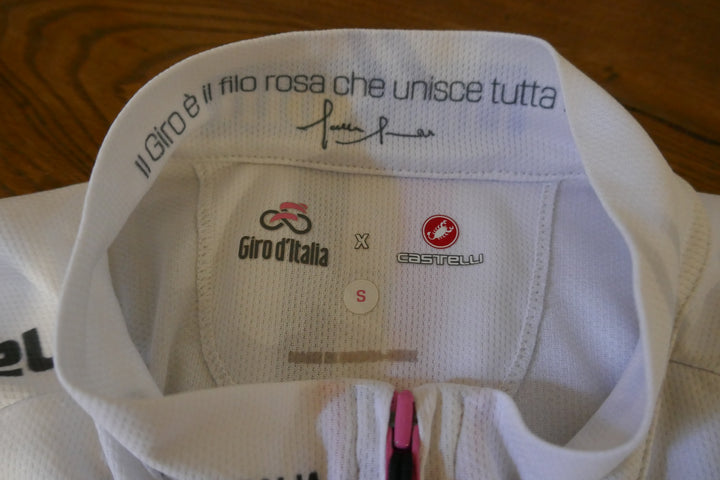 Il Giro è il filo rosa che unisce tutta
Giro d'Italia
x
CASTELLI
S